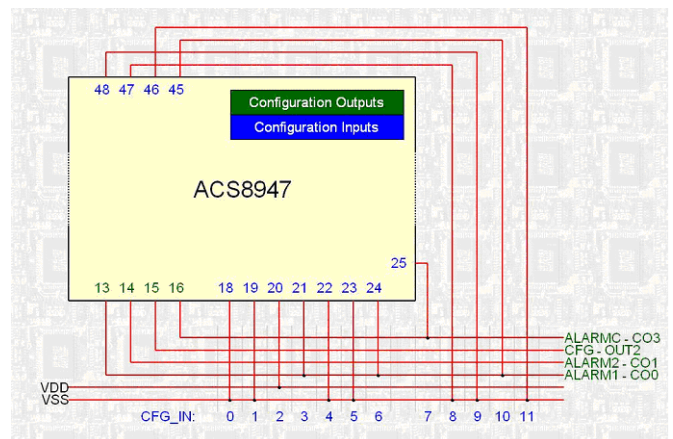 48 47 46 45
Configuration Outputs
Configuration Inputs
ACS8947
25
13 14 15 16 18 19 20 21 22 23 24
ALARMC - CO3
CFG - OUT2
ALARM2 - CO1
ALARM1 - CO0
VDD
VSS
CFG_IN: 0 1 2 3 4 5 6 7 8 9 10 11